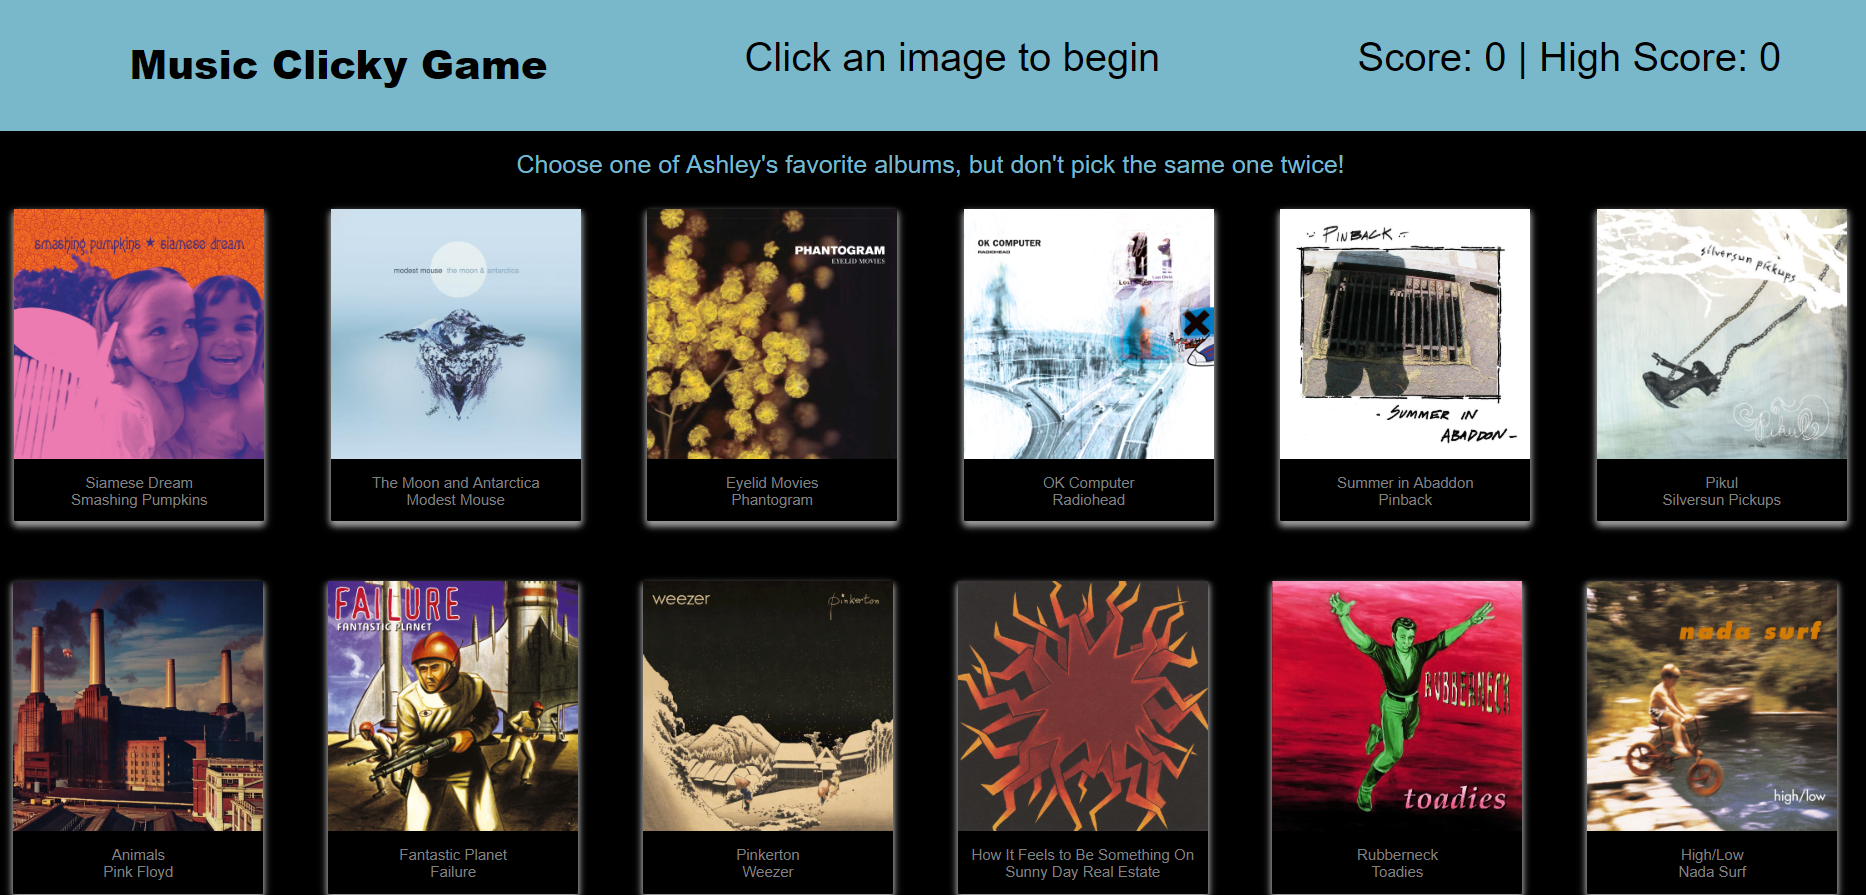 Music Clicky Game
Click an image to begin
Score: 0 | High Score: 0
Choose one of Ashley's favorite albums, but don't pick the same one twice!
smashing pumpkins ★ siamese dream
modest mouse the moon & antarctica
PHANTOGRAM
EYELID MOVIES
OK COMPUTER
RADIOHEAD
PINBACK
- SUMMER IN
ABADDON -
silversun pickups
Pikul
Siamese Dream
Smashing Pumpkins
The Moon and Antarctica
Modest Mouse
Eyelid Movies
Phantogram
OK Computer
Radiohead
Summer in Abaddon
Pinback
Pikul
Silversun Pickups
FAILURE
FANTASTIC PLANET
weezer
pinkerton
RUBBERNECK
toadies
nada surf
high/low
Animals
Pink Floyd
Fantastic Planet
Failure
Pinkerton
Weezer
How It Feels to Be Something On
Sunny Day Real Estate
Rubberneck
Toadies
High/Low
Nada Surf